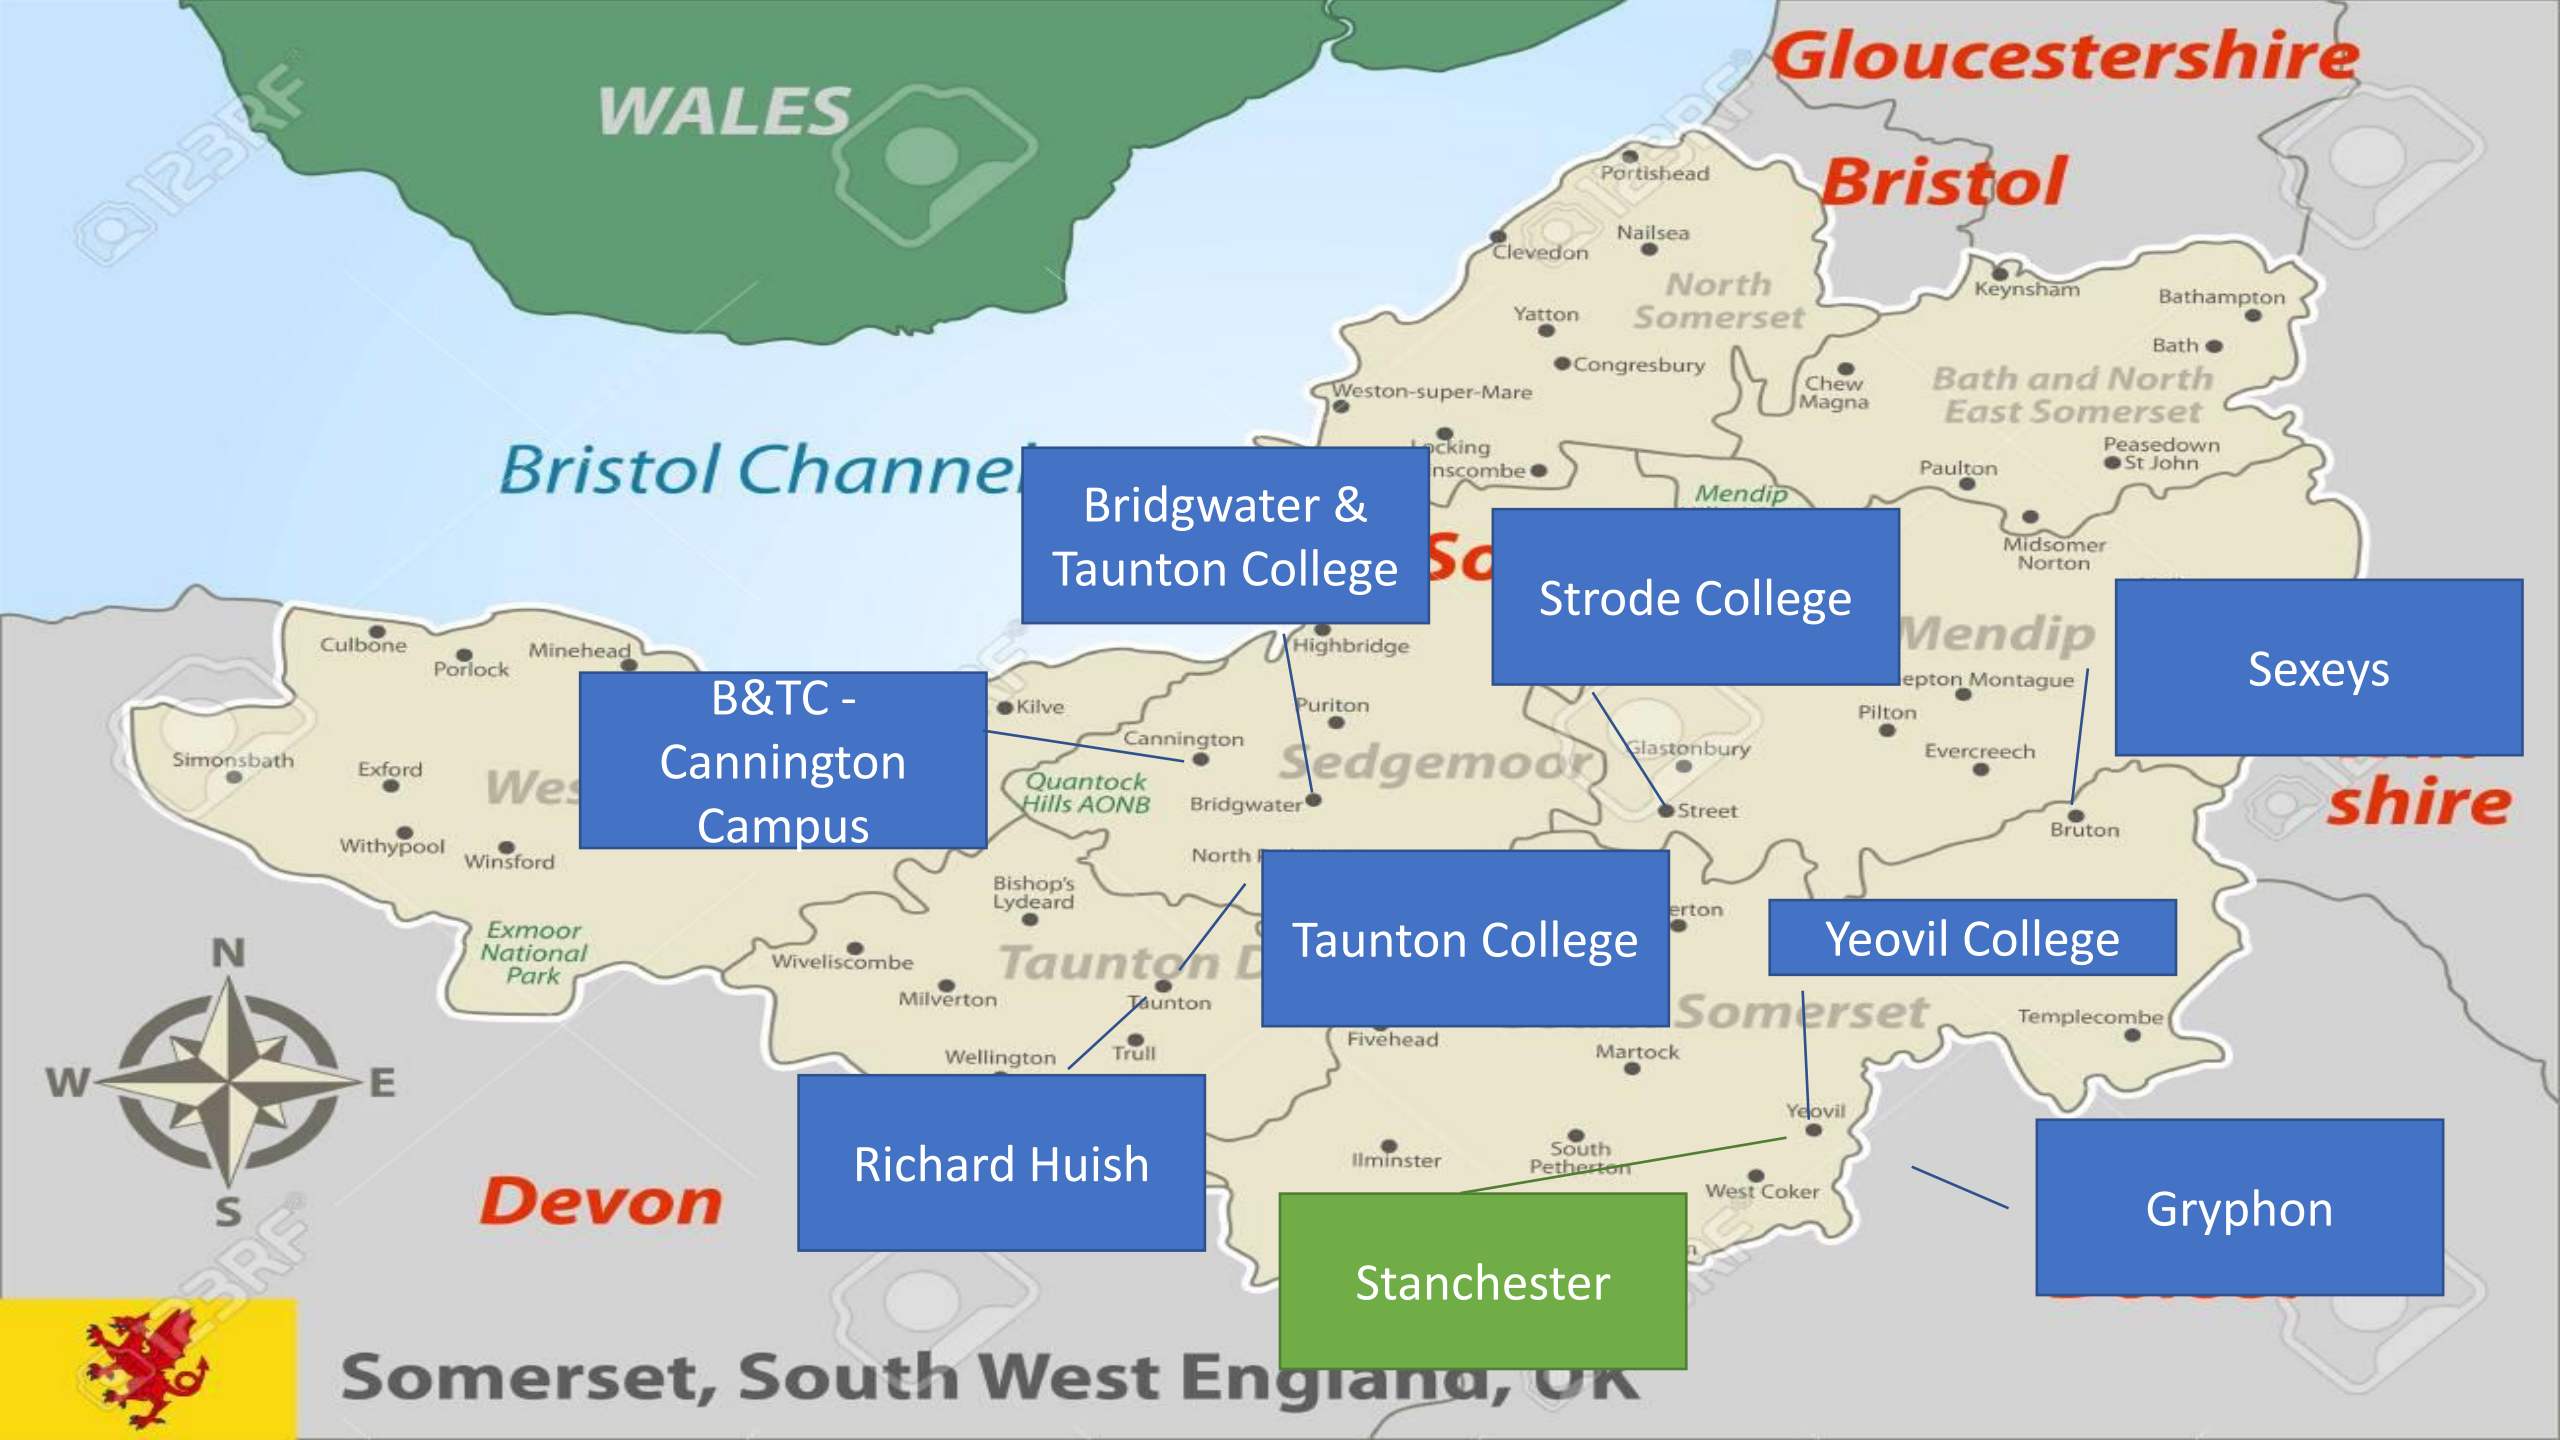 Gloucestershire
WALES
Bristol
Portishead
Nailsea
Clevedon
North
Somerset
Keynsham
Bathampton
Yatton
Bath
Congresbury
Chew
Magna
Bath and North
East Somerset
Weston-super-Mare
Peasedown
St John
Paulton
Bristol Channel
Mendip
Midsomer
Norton
Bridgwater &
Taunton College
Strode College
Sexeys
Mendip
Culbone
Porlock
Minehead
Highbridge
B&TC -
Cannington
Campus
Kilve
Puriton
Cannington
Sedgemoor
Montague
Pilton
Evercreech
Glastonbury
Simonsbath
Exford
Quantock
Hills AONB
Bridgwater
Street
shire
Bruton
Withypool
Winsford
North
Bishop's
Lydeard
Exmoor
National
Park
Wiveliscombe
Taunton
Taunton College
Yeovil College
Milverton
Taunton
Somerset
Templecombe
Fivehead
Martock
Wellington
Trull
N
W
E
S
Yeovil
Ilminster
South
Petherton
West Coker
Richard Huish
Gryphon
Devon
Stanchester
Somerset, South West England, UK
123RF